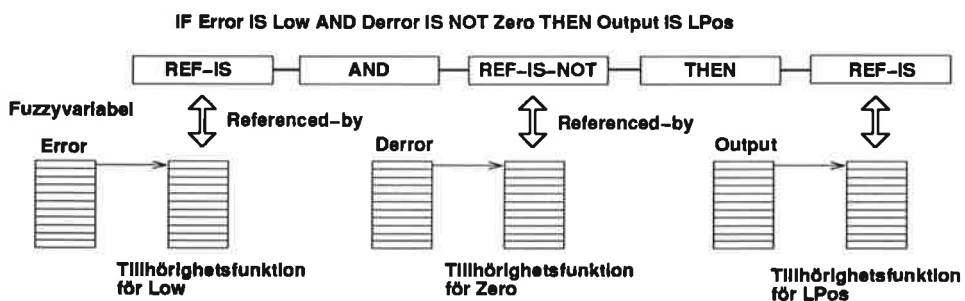 IF Error IS Low AND Derror IS NOT Zero THEN Output IS LPos
REF-IS AND REF-IS-NOT THEN REF-IS
Fuzzyvariabel
Referenced-by Referenced-by
Error Derror Output
Tillhörighetsfunktion
för Low
Tillhörighetsfunktion
för Zero
Tillhörighetsfunktion
för LPos